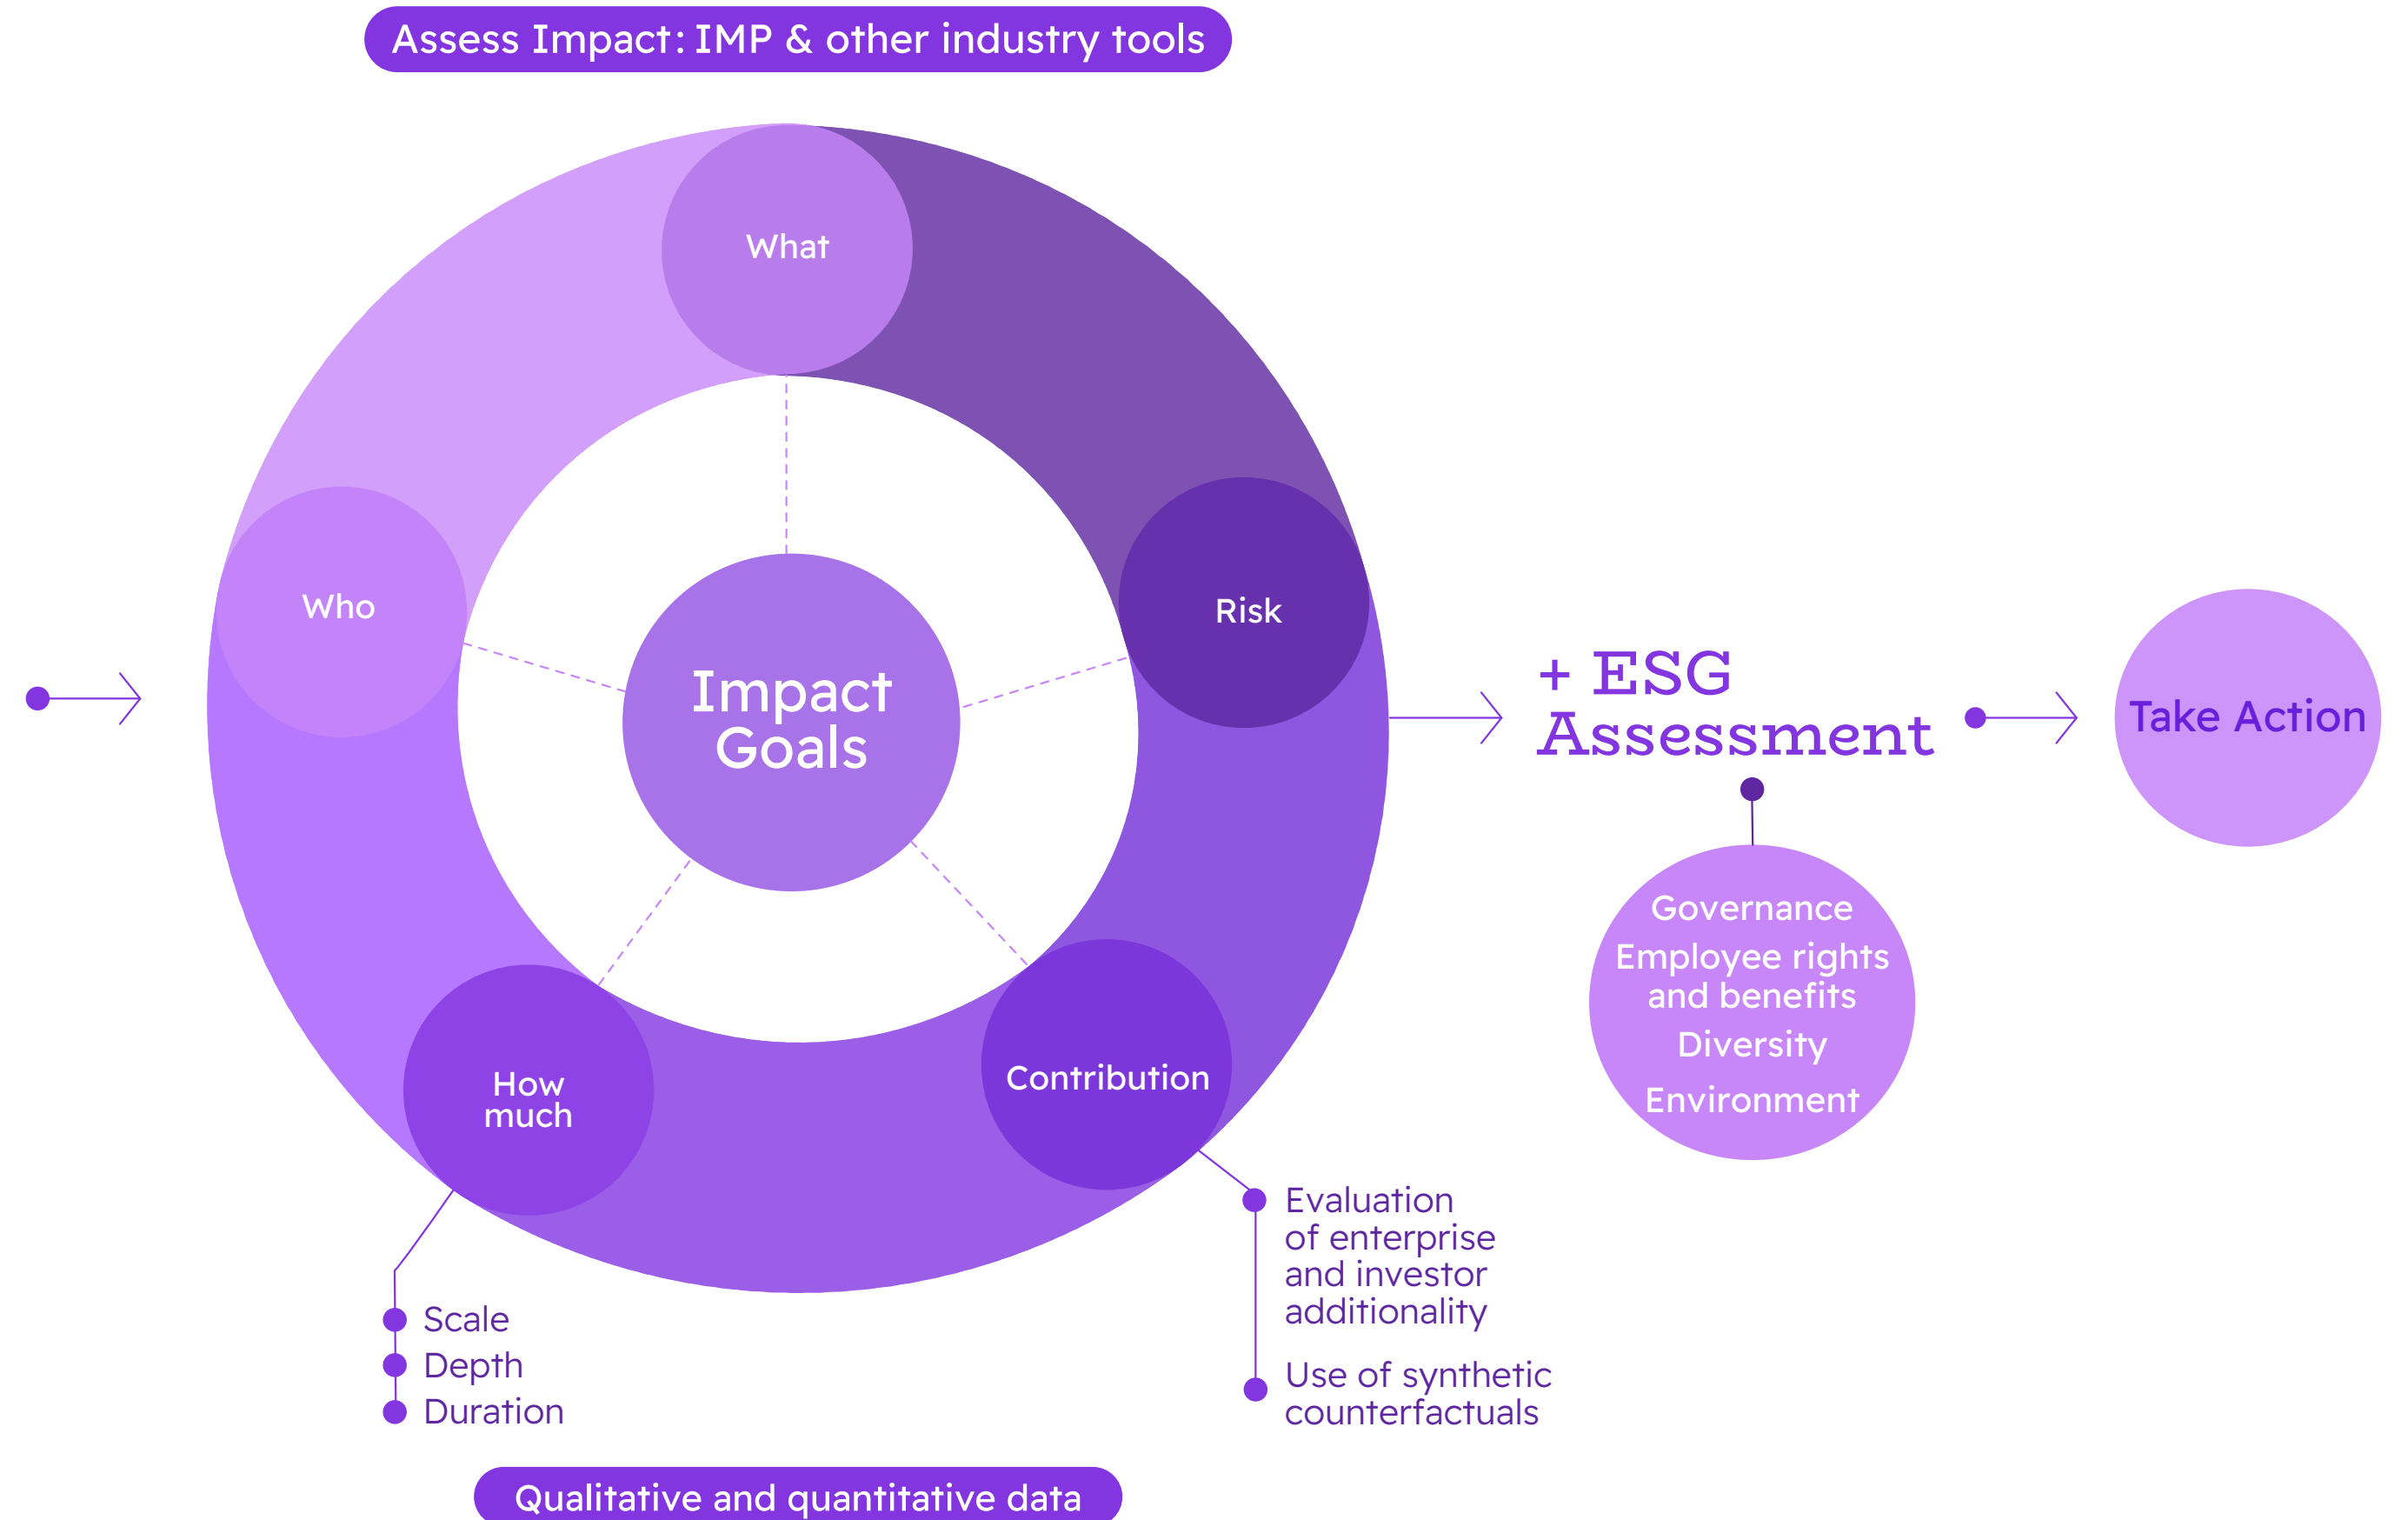 Assess Impact: IMP & other industry tools
What
Who
Risk
Impact
Goals
How
much
Contribution
Scale
Depth
Duration
Evaluation
of enterprise
and investor
additionality
Use of synthetic
counterfactuals
Qualitative and quantitative data
+ ESG
Assessment
Governance
Employee rights
and benefits
Diversity
Environment
Take Action